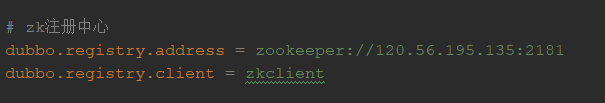 # zk注册中心
dubbo.registry.address = zookeeper://120.56.195.135:2181
dubbo.registry.client = zkclient